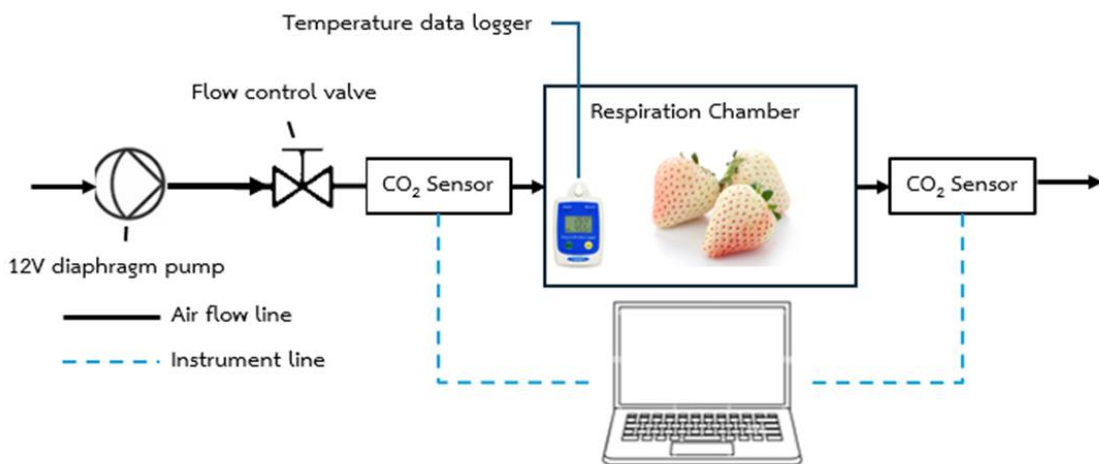 Temperature data logger
Flow control valve
Respiration Chamber
CO₂ Sensor
CO₂ Sensor
12V diaphragm pump
Air flow line
Instrument line